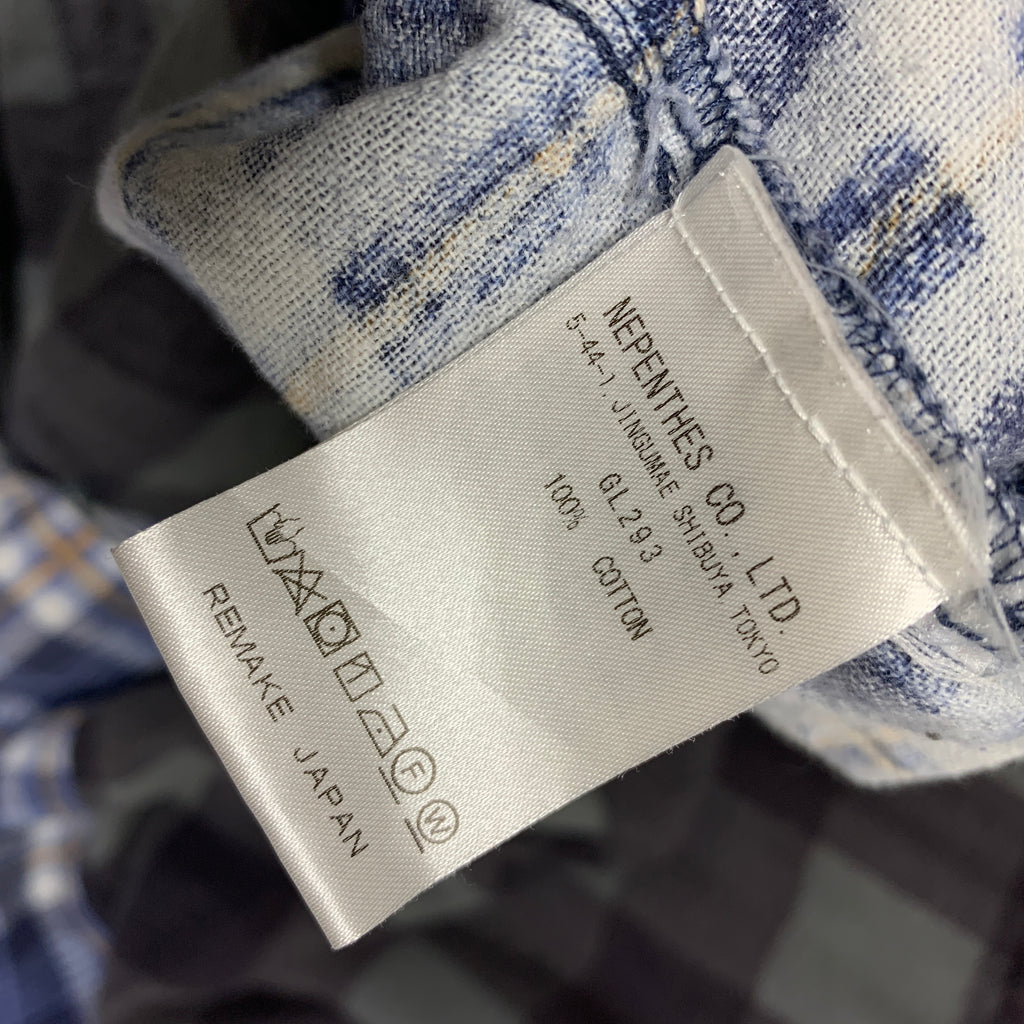 NEPENTHES CO., LTD.
5-44-1, JINGUMAE SHIBUYA, TOKYO
GL293
100% COTTON
F W
REMAKE JAPAN